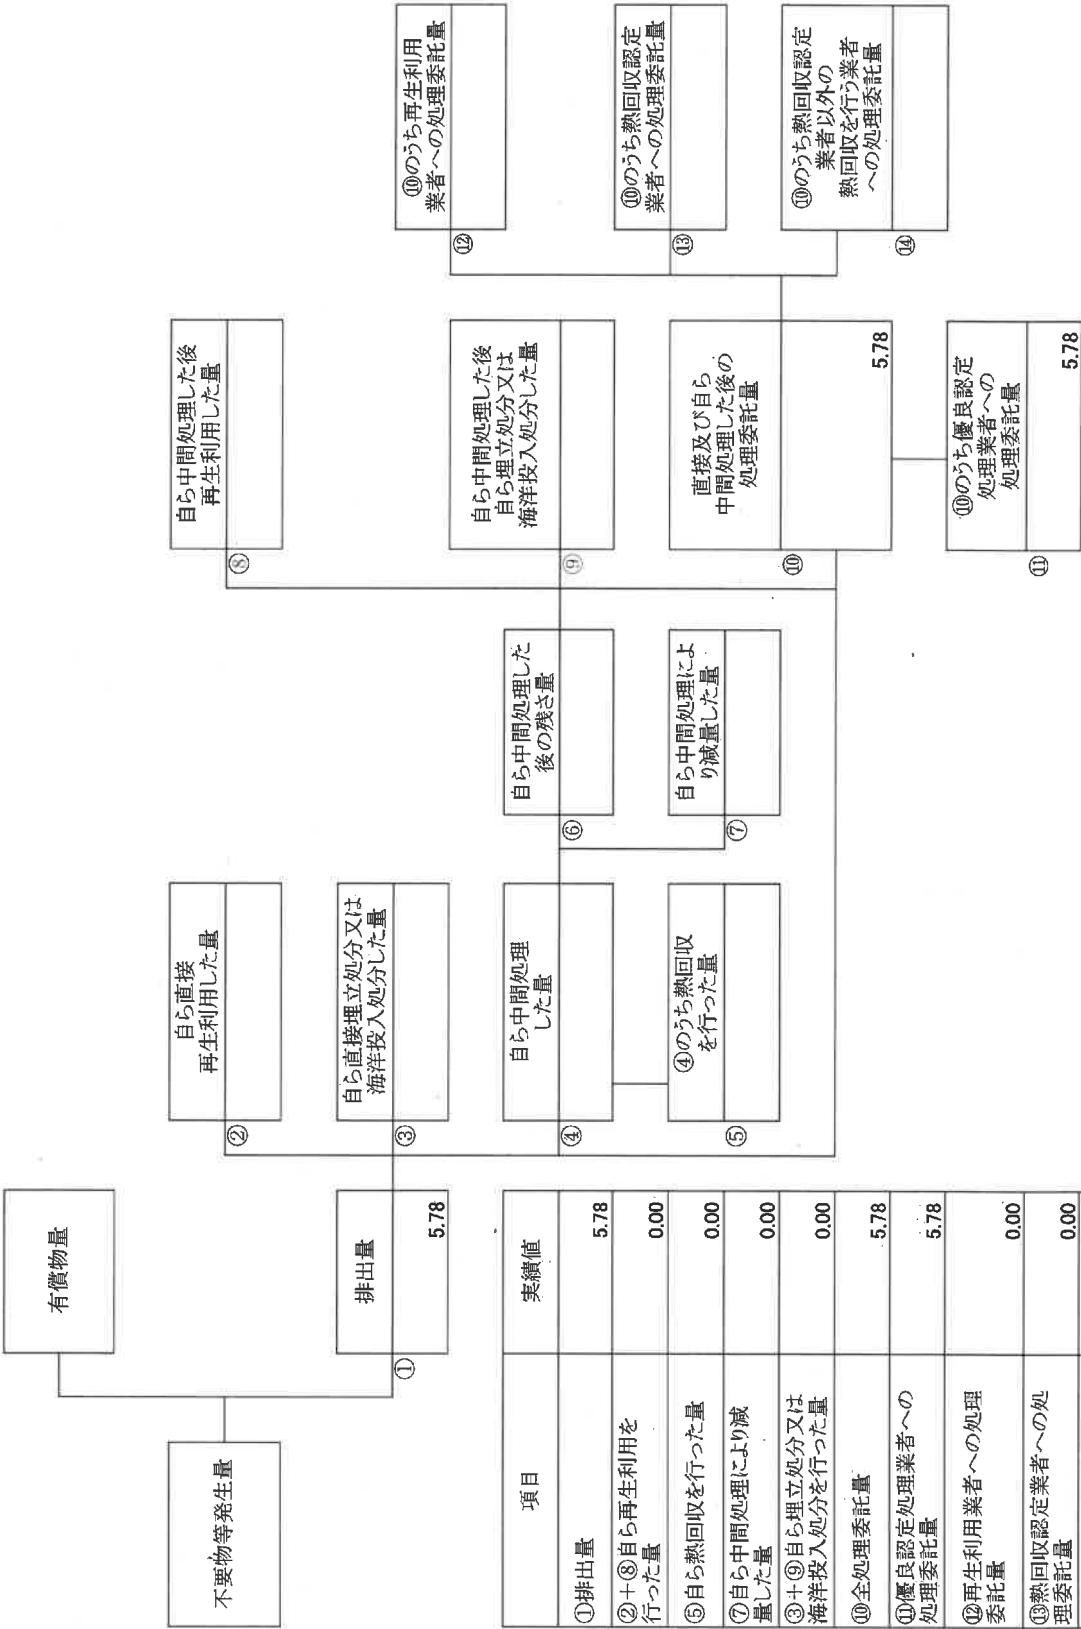 不要物等発生量
有償物量
①
排出量
5.78
②
自ら直接
再生利用した量
③
自ら直接埋立処分又は
海洋投入処分した量
④
自ら中間処理
した量
⑤
④のうち熱回収
を行った量
⑥
自ら中間処理した
後の残さ量
⑦
自ら中間処理によ
り減量した量
⑧
自ら中間処理した後
再生利用した量
⑨
自ら中間処理した後
自ら埋立処分又は
海洋投入処分した量
⑩
直接及び自ら
中間処理した後の
処理委託量
5.78
⑪
⑩のうち優良認定
処理業者への
処理委託量
5.78
⑫
⑩のうち再生利用
業者への処理委託量
⑬
⑩のうち熱回収認定
業者への処理委託量
⑭
⑩のうち熱回収認定
業者以外の
熱回収を行う業者
への処理委託量
項目 実績値
①排出量 5.78
②+⑧自ら再生利用を
行った量 0.00
⑤自ら熱回収を行った量 0.00
⑦自ら中間処理により減
量した量 0.00
③+⑨自ら埋立処分又は
海洋投入処分を行った量 0.00
⑩全処理委託量 5.78
⑪優良認定処理業者への
処理委託量 5.78
⑫再生利用業者への処理
委託量 0.00
⑬熱回収認定業者への処
理委託量 0.00